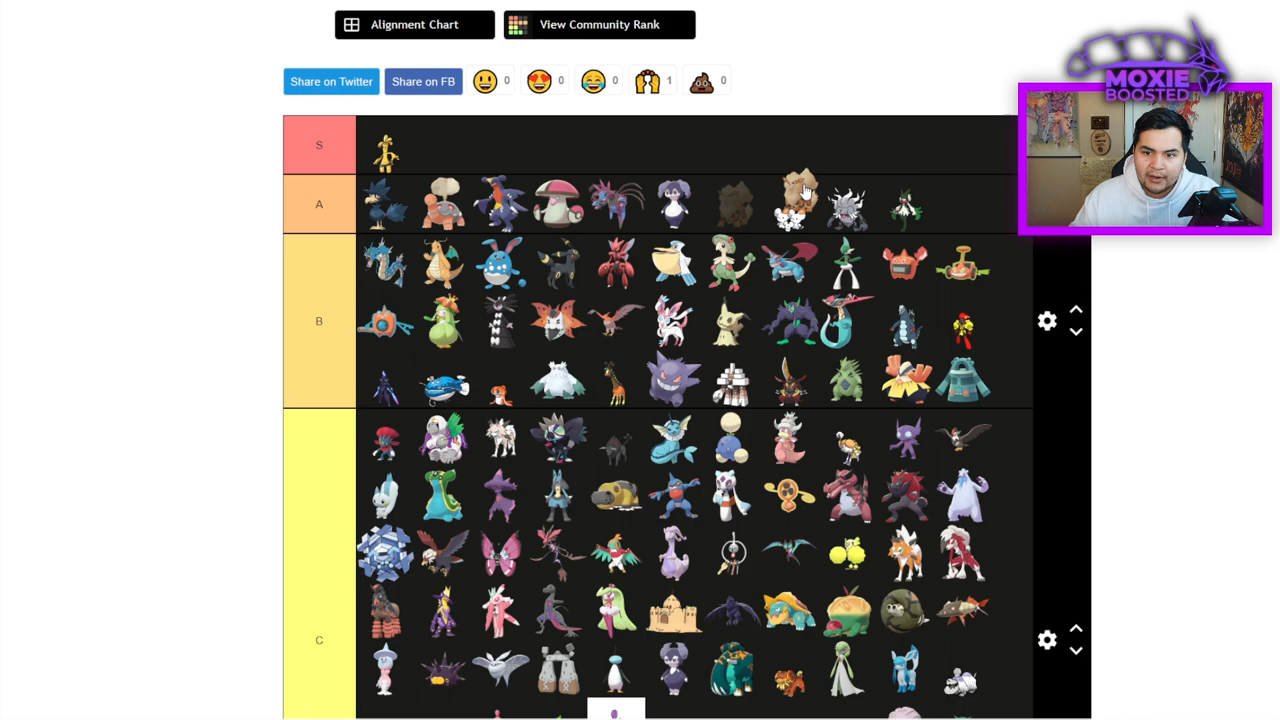 Alignment Chart
View Community Rank
Share on Twitter
Share on FB
0
0
0
1
0
MOXIE
BOOSTED
S
A
B
C